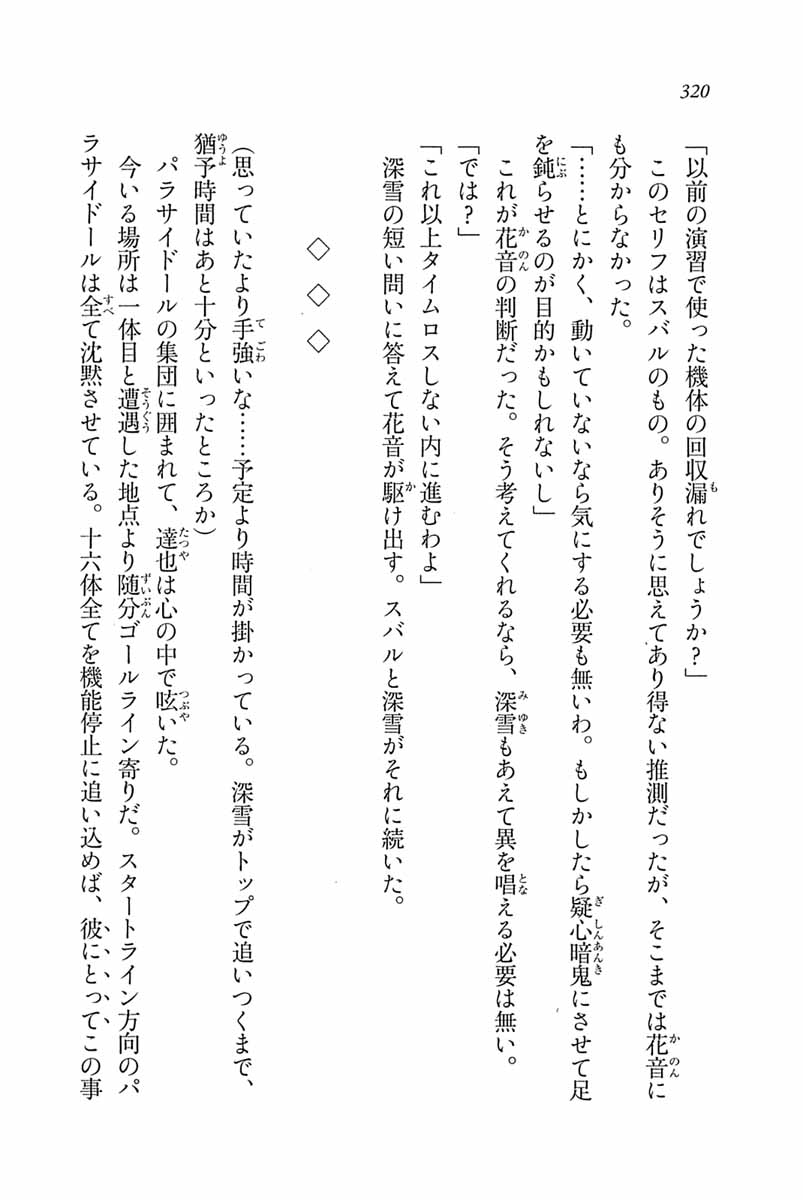 320
「以前の演習で使った機体の回収漏れでしょうか?」
このセリフはスバルのもの。ありそうに思えてあり得ない推測だったが、そこまでは花音に
も分からなかった。
「……とにかく、動いていないなら気にする必要も無いわ。もしかしたら疑心暗鬼にさせて足
を鈍らせるのが目的かもしれないし」
これが花音の判断だった。そう考えてくれるなら、深雪もあえて異を唱える必要は無い。
「では?」
「これ以上タイムロスしない内に進むわよ」
深雪の短い問いに答えて花音が駆け出す。スバルと深雪がそれに続いた。
◇ ◇ ◇
(思っていたより手強いな……予定より時間が掛かっている。深雪がトップで追いつくまで、
猶予時間はあと十分といったところか)
パラサイドールの集団に囲まれて、達也は心の中で呟いた。
今いる場所は一体目と遭遇した地点より随分ゴールライン寄りだ。スタートライン方向のパ
ラサイドールは全て沈黙させている。十六体全てを機能停止に追い込めば、彼にとってこの事